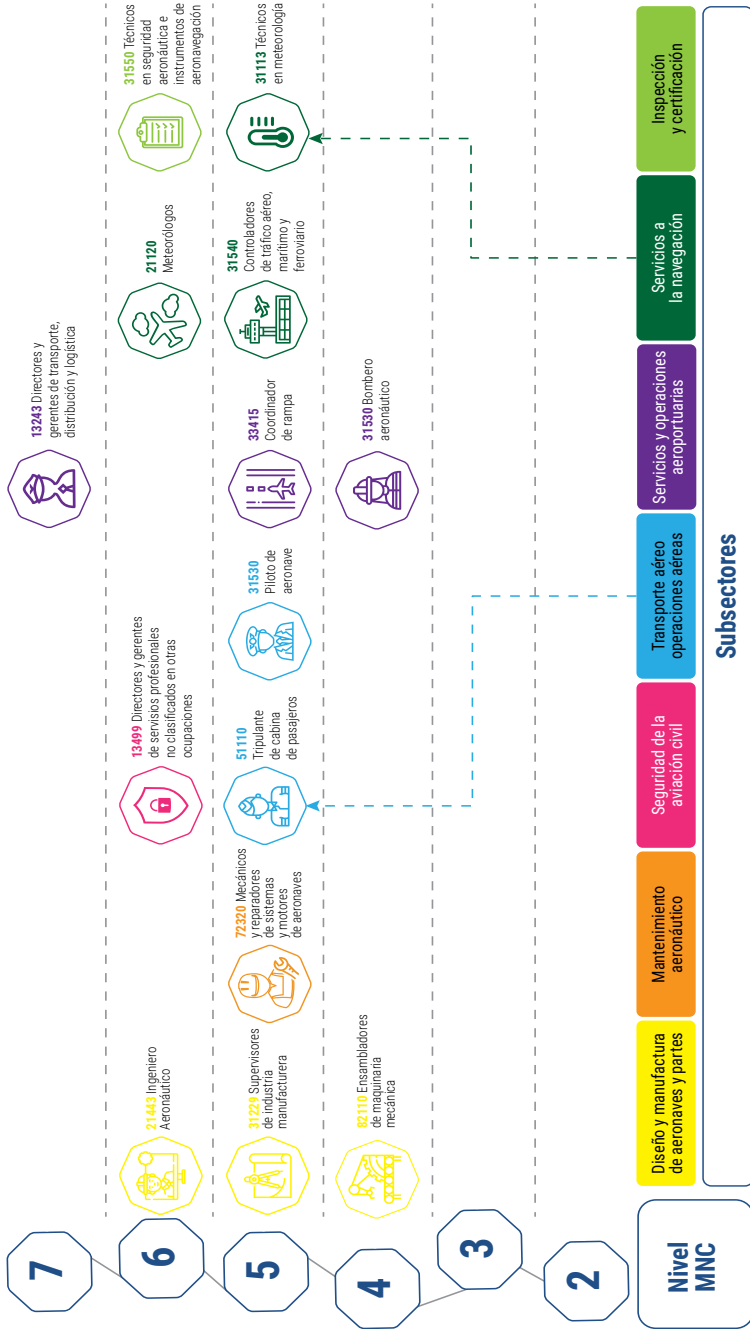 7
13243 Directores y
gerentes de transporte,
distribución y logística
6
21443 Ingeniero
Aeronáutico
13499 Directores y gerentes
de servisios profesionales
no clasificados en otras
ocupaciones
21120
Meteorólogos
31550 Técnicos
en seguridad
aeronáutica e
instrumentos de
aeronavegación
5
31229 Supervisores
de industria
manufacturera
72320 Mecánicos
y reparadores
de sistemas
y motores
de aeronaves
51110
Tripulante
de cabina
de pasajeros
31530
Piloto de
aeronave
33415
Coordinador
de rampa
31540
Controladores
de tráfico aéreo,
marítimo y
ferroviario
31113 Técnicos
en meteorología
4
82110 Ensambladores
de maquinaria
mecánica
31530 Bombero
aeronáutico
3
2
Nivel
MNC
Diseño y manufactura
de aeronaves y partes
Mantenimiento
aeronáutico
Seguridad de la
aviación civil
Transporte aéreo
operaciones aéreas
Servicios y operaciones
aeroportuarias
Servicios a
la navegación
Inspección
y certificación
Subsectores